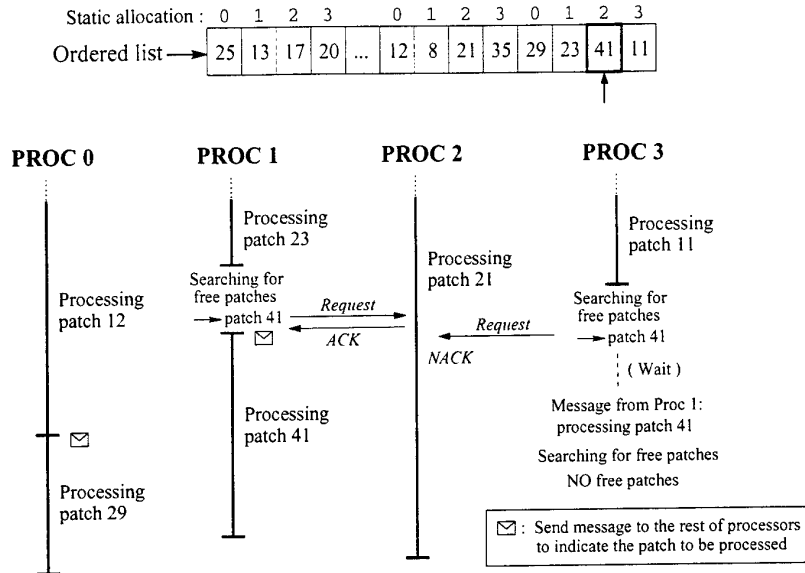 Static allocation : 0 1 2 3 0 1 2 3 0 1 2 3
Ordered list 25 13 17 20 ... 12 8 21 35 29 23 41 11
PROC 0 PROC 1 PROC 2 PROC 3
Processing
patch 12
Processing
patch 29
Processing
patch 23
Searching for
free patches
patch 41
Processing
patch 41
Request
ACK
Processing
patch 21
Request
NACK
Processing
patch 11
Searching for
free patches
patch 41
( Wait )
Message from Proc 1:
processing patch 41
Searching for free patches
NO free patches
: Send message to the rest of processors
to indicate the patch to be processed